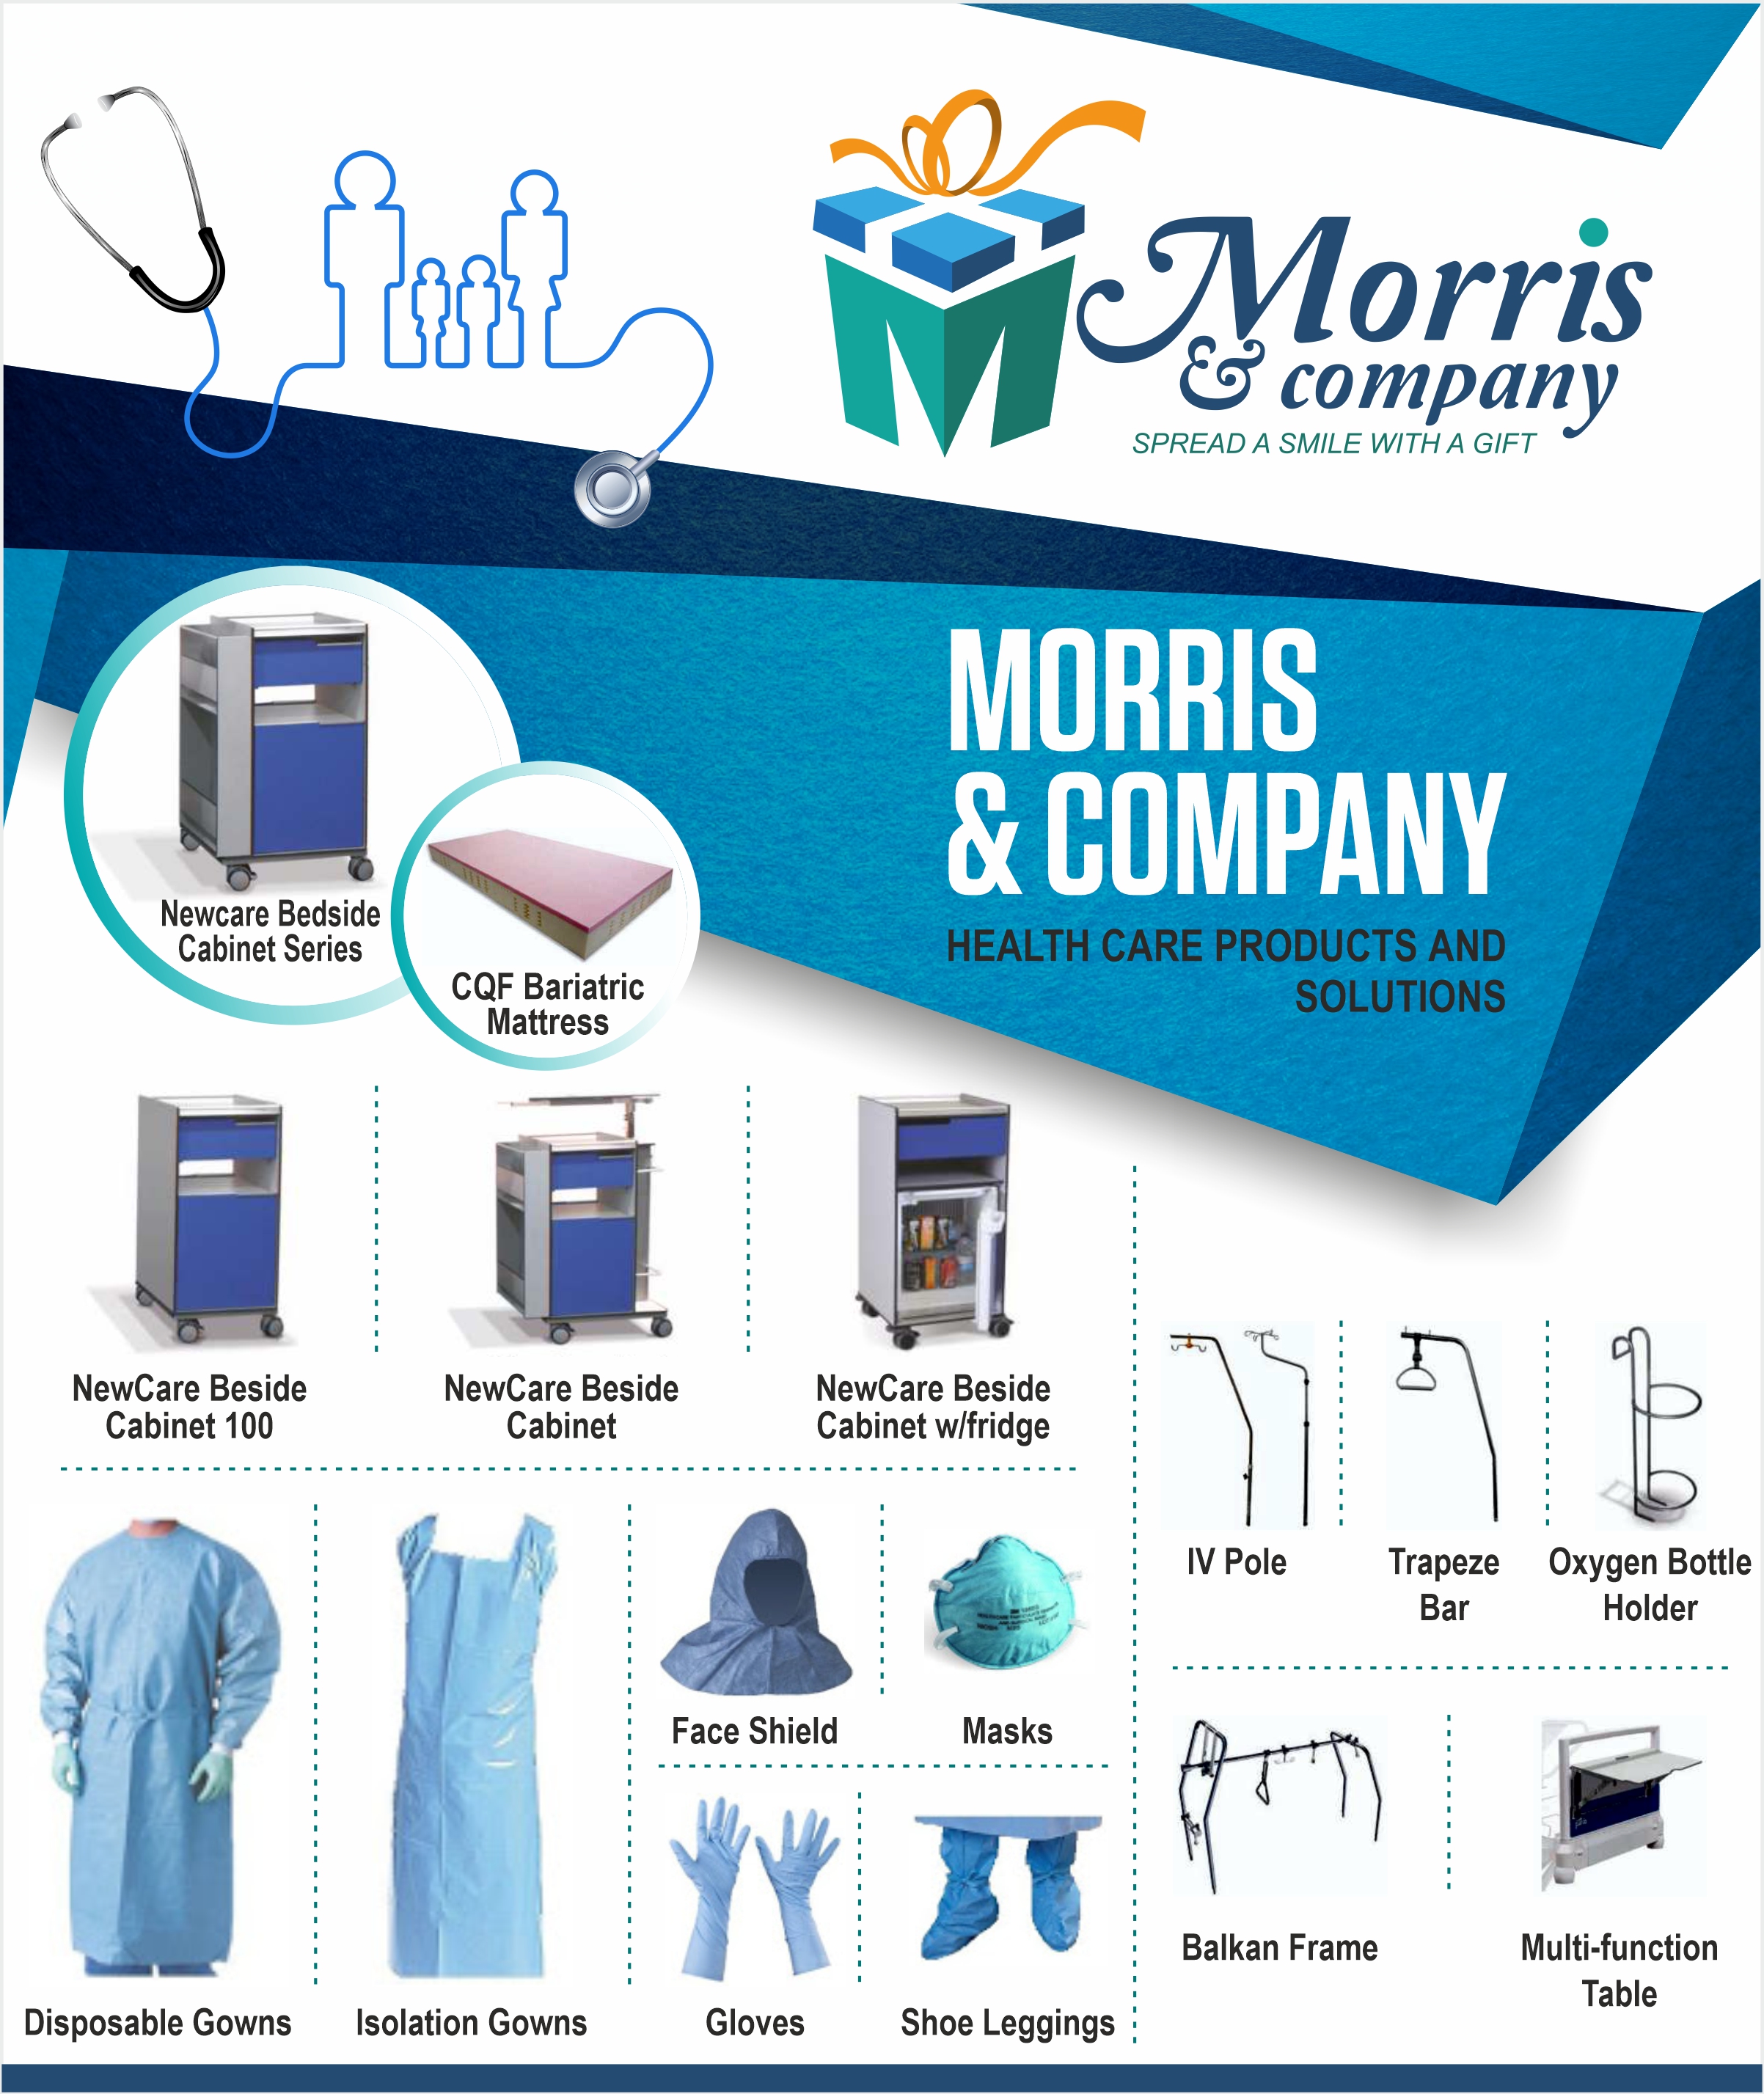 Morris
& company
SPREAD A SMILE WITH A GIFT
MORRIS
& COMPANY
HEALTH CARE PRODUCTS AND
SOLUTIONS
Newcare Bedside
Cabinet Series
CQF Bariatric
Mattress
NewCare Beside
Cabinet 100
NewCare Beside
Cabinet
NewCare Beside
Cabinet w/fridge
IV Pole
Trapeze
Bar
Oxygen Bottle
Holder
Face Shield
Masks
Balkan Frame
Multi-function
Table
Disposable Gowns
Isolation Gowns
Gloves
Shoe Leggings